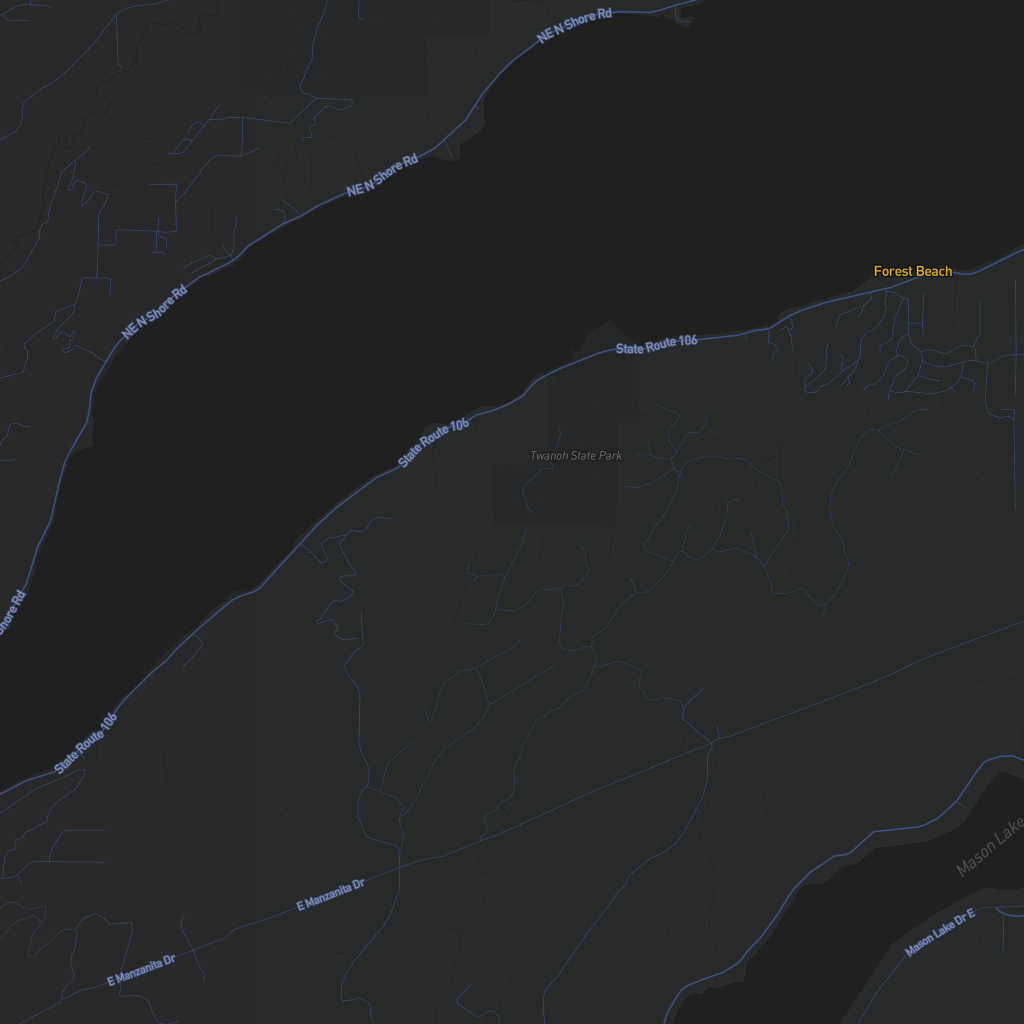 NE N Shore Rd
NE N Shore Rd
Forest Beach
NE N Shore Rd
State Route 106
State Route 106
Twanoh State Park
Shore Rd
State Route 106
Mason Lake
E Manzanita Dr
Mason Lake Dr E
E Manzanita Dr